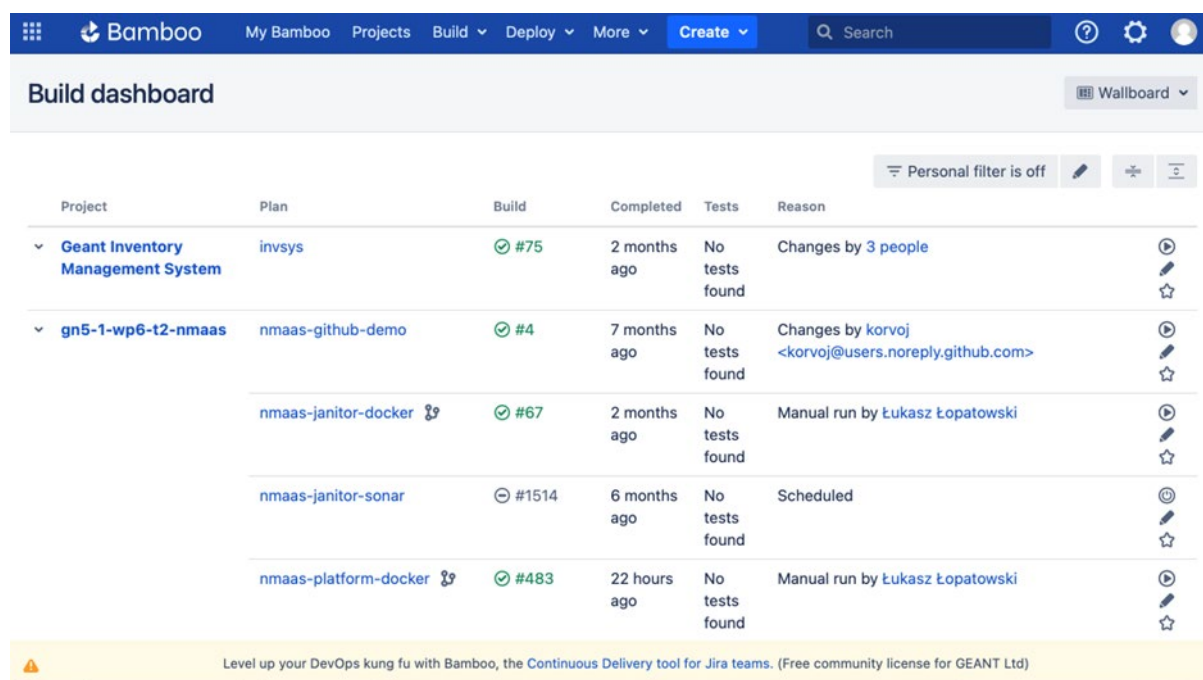 Bamboo My Bamboo Projects Build Deploy More Create Search
Build dashboard
Wallboard
Personal filter is off
Project Plan Build Completed Tests Reason
Geant Inventory invsys #75 2 months No Changes by 3 people
Management System ago tests
found
gn5-1-wp6-t2-nmaas nmaas-github-demo #4 7 months No Changes by korvoj
ago tests <korvoj@users.noreply.github.com>
found
nmaas-janitor-docker #67 2 months No Manual run by Łukasz Łopatowski
ago tests
found
nmaas-janitor-sonar #1514 6 months No Scheduled
ago tests
found
nmaas-platform-docker #483 22 hours No Manual run by Łukasz Łopatowski
ago tests
found
Level up your DevOps kung fu with Bamboo, the Continuous Delivery tool for Jira teams. (Free community license for GEANT Ltd)